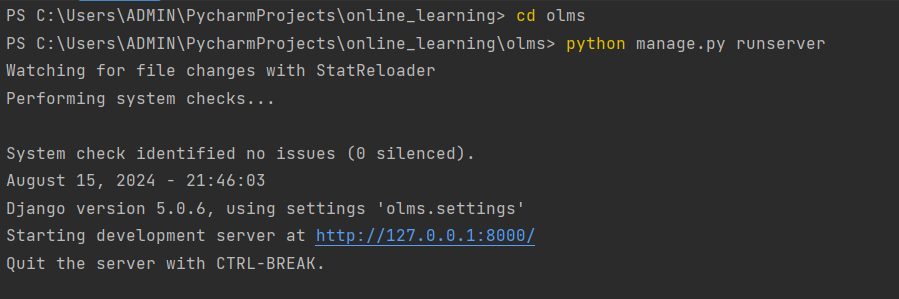 PS C:\Users\ADMIN\PycharmProjects\online_learning> cd olms
PS C:\Users\ADMIN\PycharmProjects\online_learning\olms> python manage.py runserver
Watching for file changes with StatReloader
Performing system checks...
System check identified no issues (0 silenced).
August 15, 2024 - 21:46:03
Django version 5.0.6, using settings 'olms.settings'
Starting development server at http://127.0.0.1:8000/
Quit the server with CTRL-BREAK.